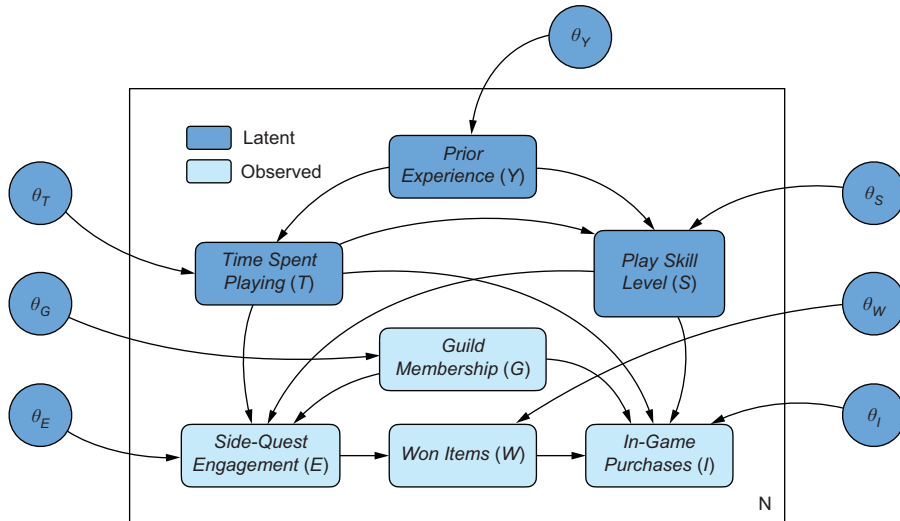 θY
Latent
Observed
Prior
Experience (Y)
θT
θS
Time Spent
Playing (T)
Play Skill
Level (S)
θG
θW
Guild
Membership (G)
θE
θI
Side-Quest
Engagement (E)
Won Items (W)
In-Game
Purchases (I)
N